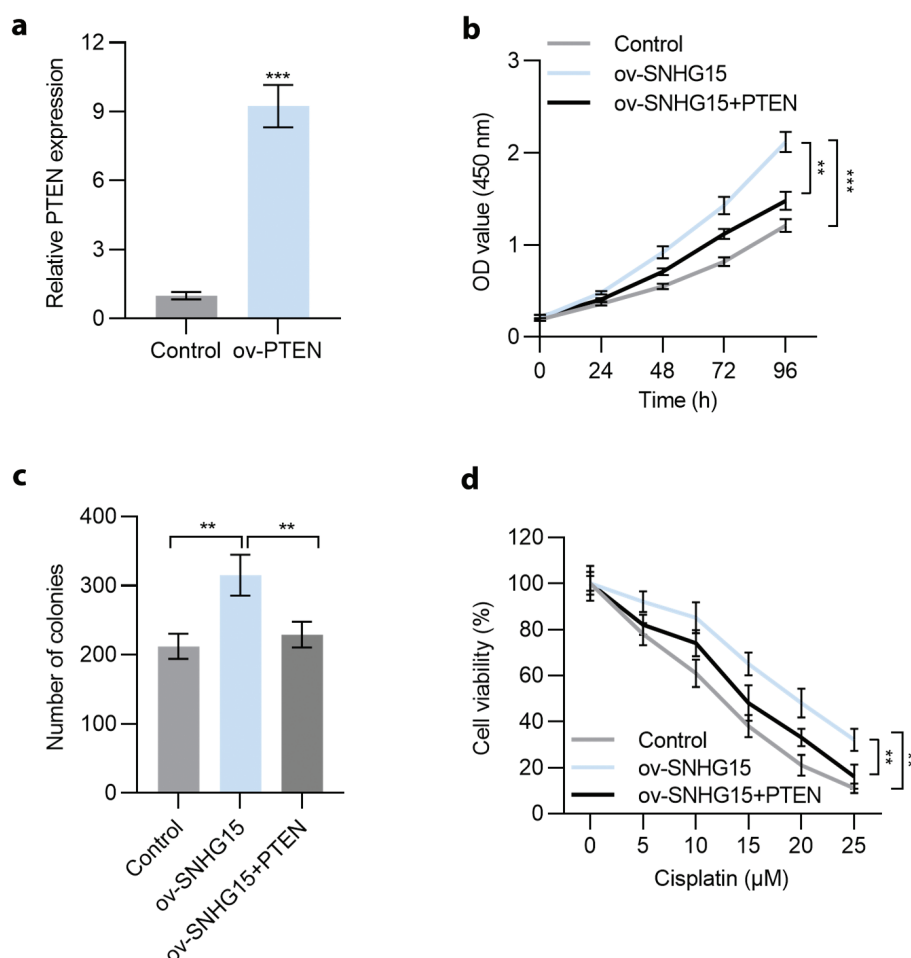 a
12
9
6
3
0
Relative PTEN expression
***
Control ov-PTEN
b
Control
ov-SNHG15
ov-SNHG15+PTEN
3
2
1
0
OD value (450 nm)
**
***
0 24 48 72 96
Time (h)
c
400
300
200
100
0
Number of colonies
** **
Control
ov-SNHG15
ov-SNHG15+PTEN
d
120
100
80
60
40
20
0
Cell viability (%)
Control
ov-SNHG15
ov-SNHG15+PTEN
**
0 5 10 15 20 25
Cisplatin (μM)